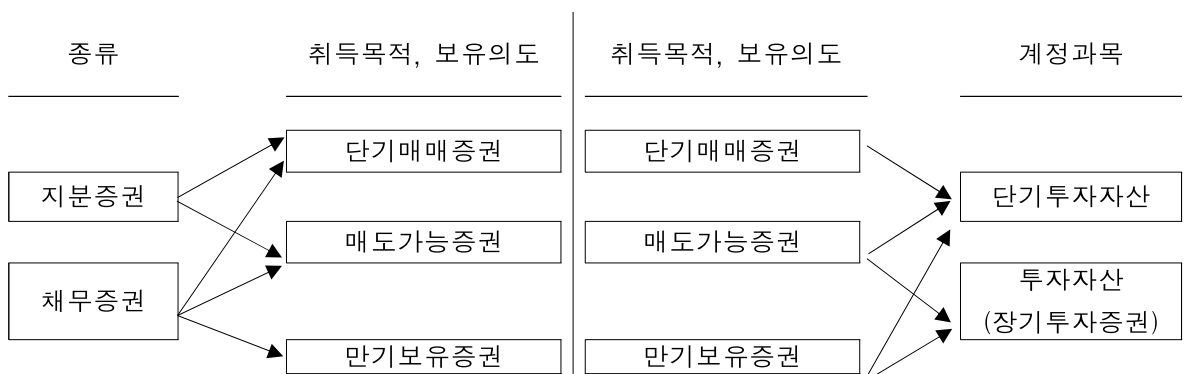 종류 취득목적, 보유의도 취득목적, 보유의도 계정과목
단기매매증권 단기매매증권
지분증권 단기투자자산
매도가능증권 매도가능증권
채무증권 투자자산
(장기투자증권)
만기보유증권 만기보유증권